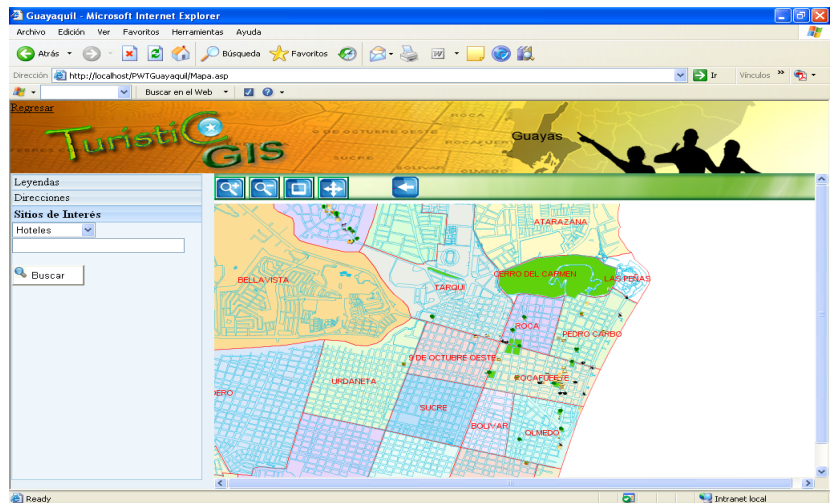 Guayaquil - Microsoft Internet Explorer
Archivo Edición Ver Favoritos Herramientas Ayuda
Atrás Búsqueda Favoritos
Dirección http://localhost/PWTGuayaquil/Mapa.asp Ir Vínculos »
Buscar en el Web
Regresar
TuristiC
GIS
9 DE OCTUBRE OESTE
ROCA
ROCAFUERTE
SUCRE
BOLIVAR
OLMEDO
Guayas
Leyendas
Direcciones
Sitios de Interés
Hoteles
Buscar
ATARAZANA
BELLAVISTA
TARQUI
CERRO DEL CARMEN
LAS PEÑAS
ROCA
PEDRO CARBO
9 DE OCTUBRE OESTE
ROCAFUERTE
URDANETA
SUCRE
BOLIVAR
OLMEDO
Ready
Intranet local